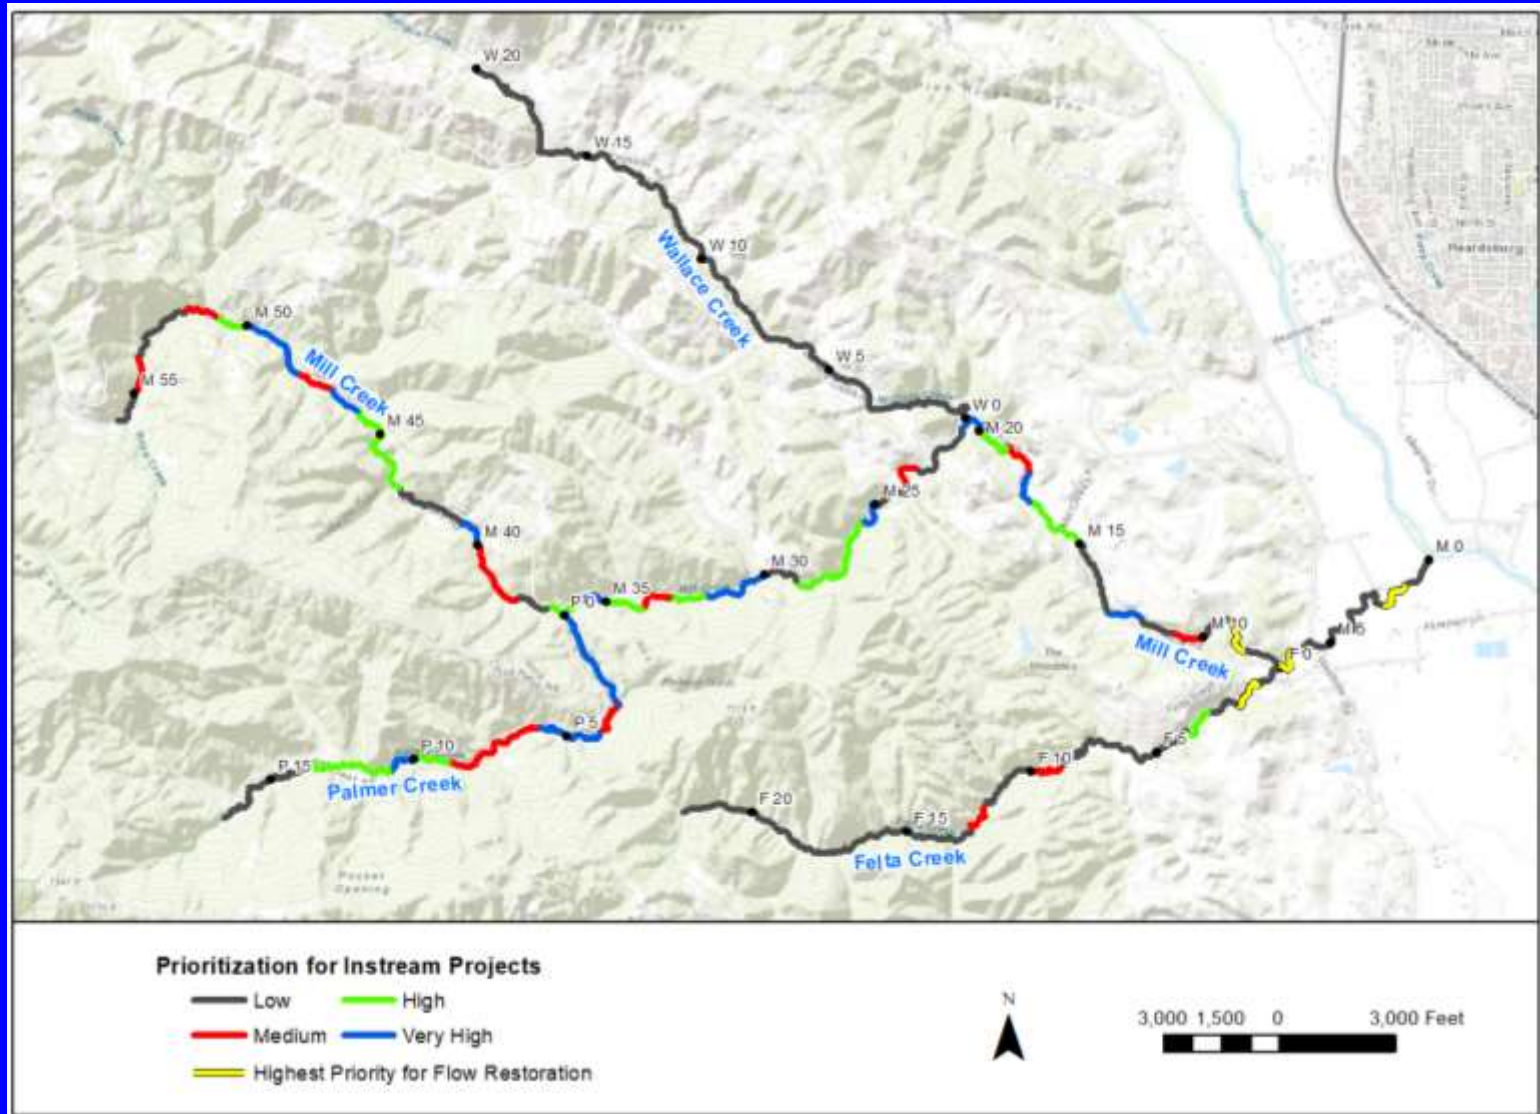 W 20
W 15
W 10
Wallace Creek
W 5
W 0
M 20
M 50
Mill Creek
M 55
M 45
M 40
M 25
M 30
M 35
P 0
M 15
M 10
Mill Creek
M 0
M 5
F 0
P 5
P 10
P 15
Palmer Creek
F 5
F 10
F 15
F 20
Felta Creek
Healdsburg
Pocket
Opening
Prioritization for Instream Projects
Low
High
Medium
Very High
Highest Priority for Flow Restoration
N
3,000 1,500 0 3,000 Feet